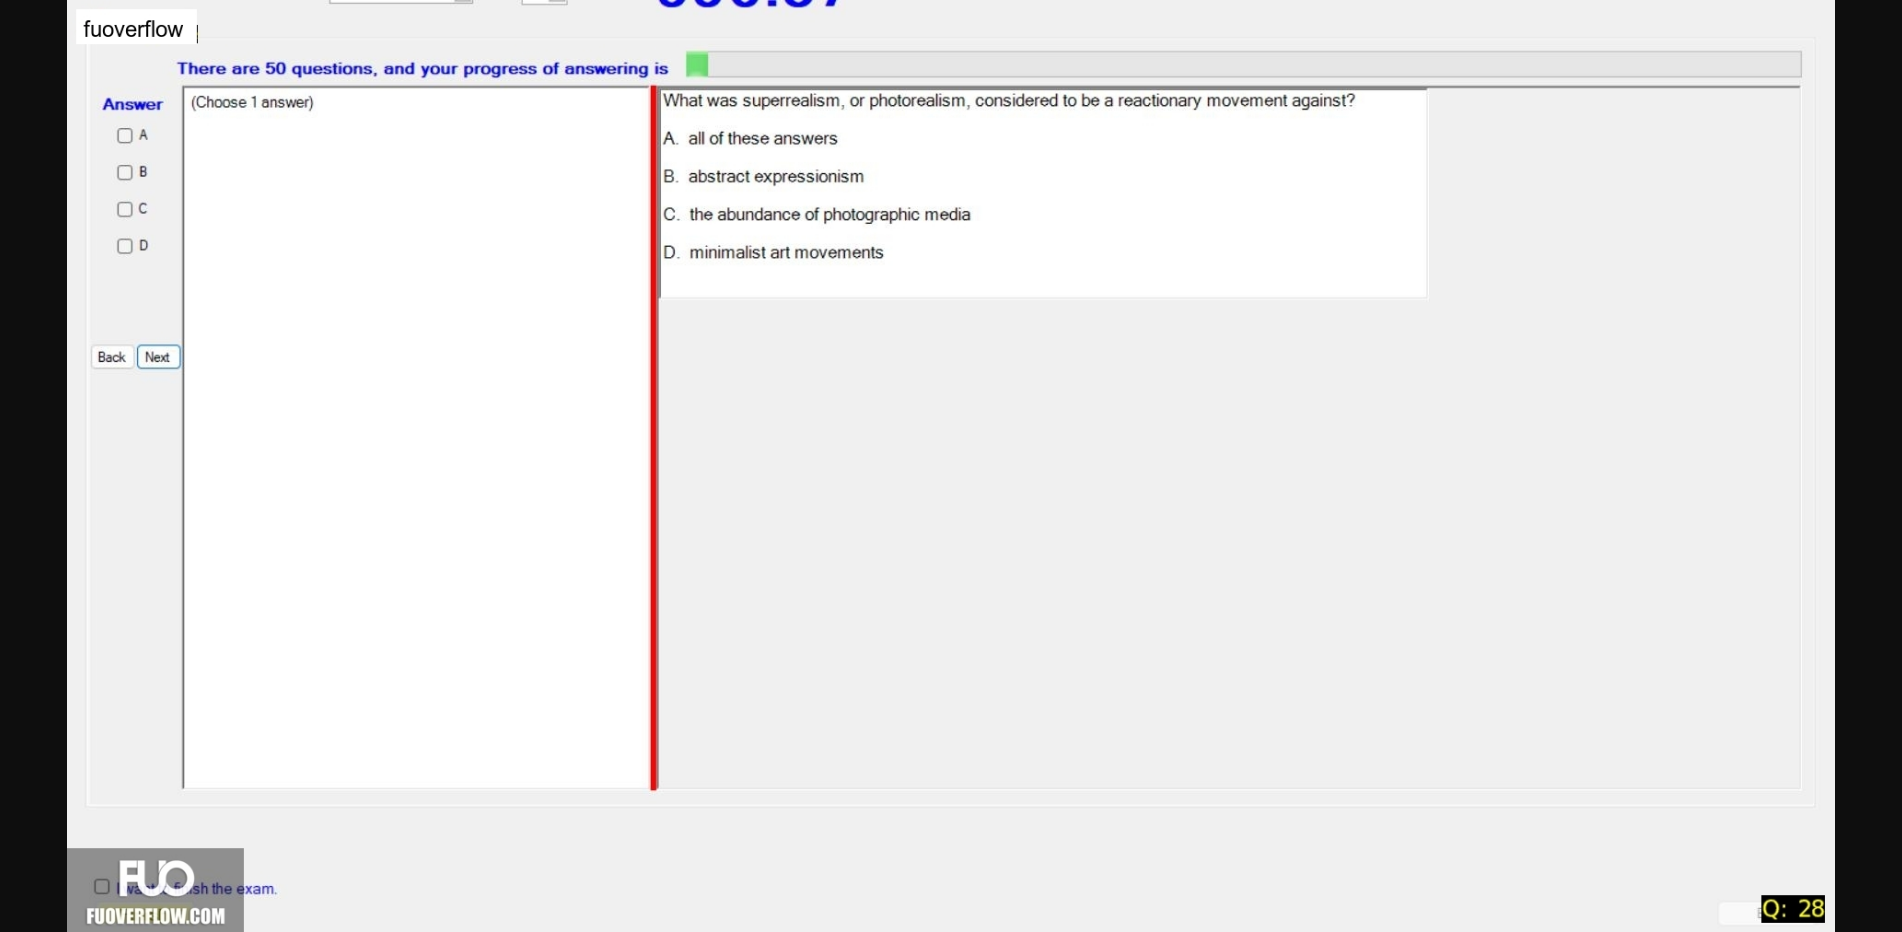 fuoverflow
There are 50 questions, and your progress of answering is
Answer
(Choose 1 answer)
What was superrealism, or photorealism, considered to be a reactionary movement against?
A
A. all of these answers
B
B. abstract expressionism
C
C. the abundance of photographic media
D
D. minimalist art movements
Back Next
FUO
I want finish the exam.
FUOVERFLOW.COM
Q: 28